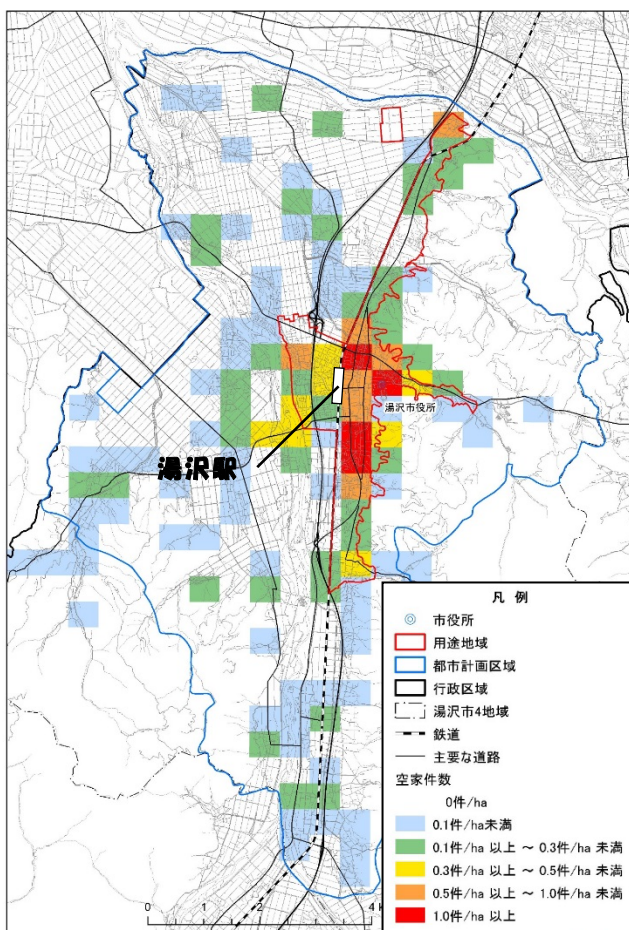 湯沢市役所
湯沢駅
凡 例
市役所
用途地域
都市計画区域
行政区域
湯沢市4地域
鉄道
主要な道路
空家件数
0件/ha
0.1件/ha未満
0.1件/ha 以上 ～ 0.3件/ha 未満
0.3件/ha 以上 ～ 0.5件/ha 未満
0.5件/ha 以上 ～ 1.0件/ha 未満
1.0件/ha 以上
0 1 2 4